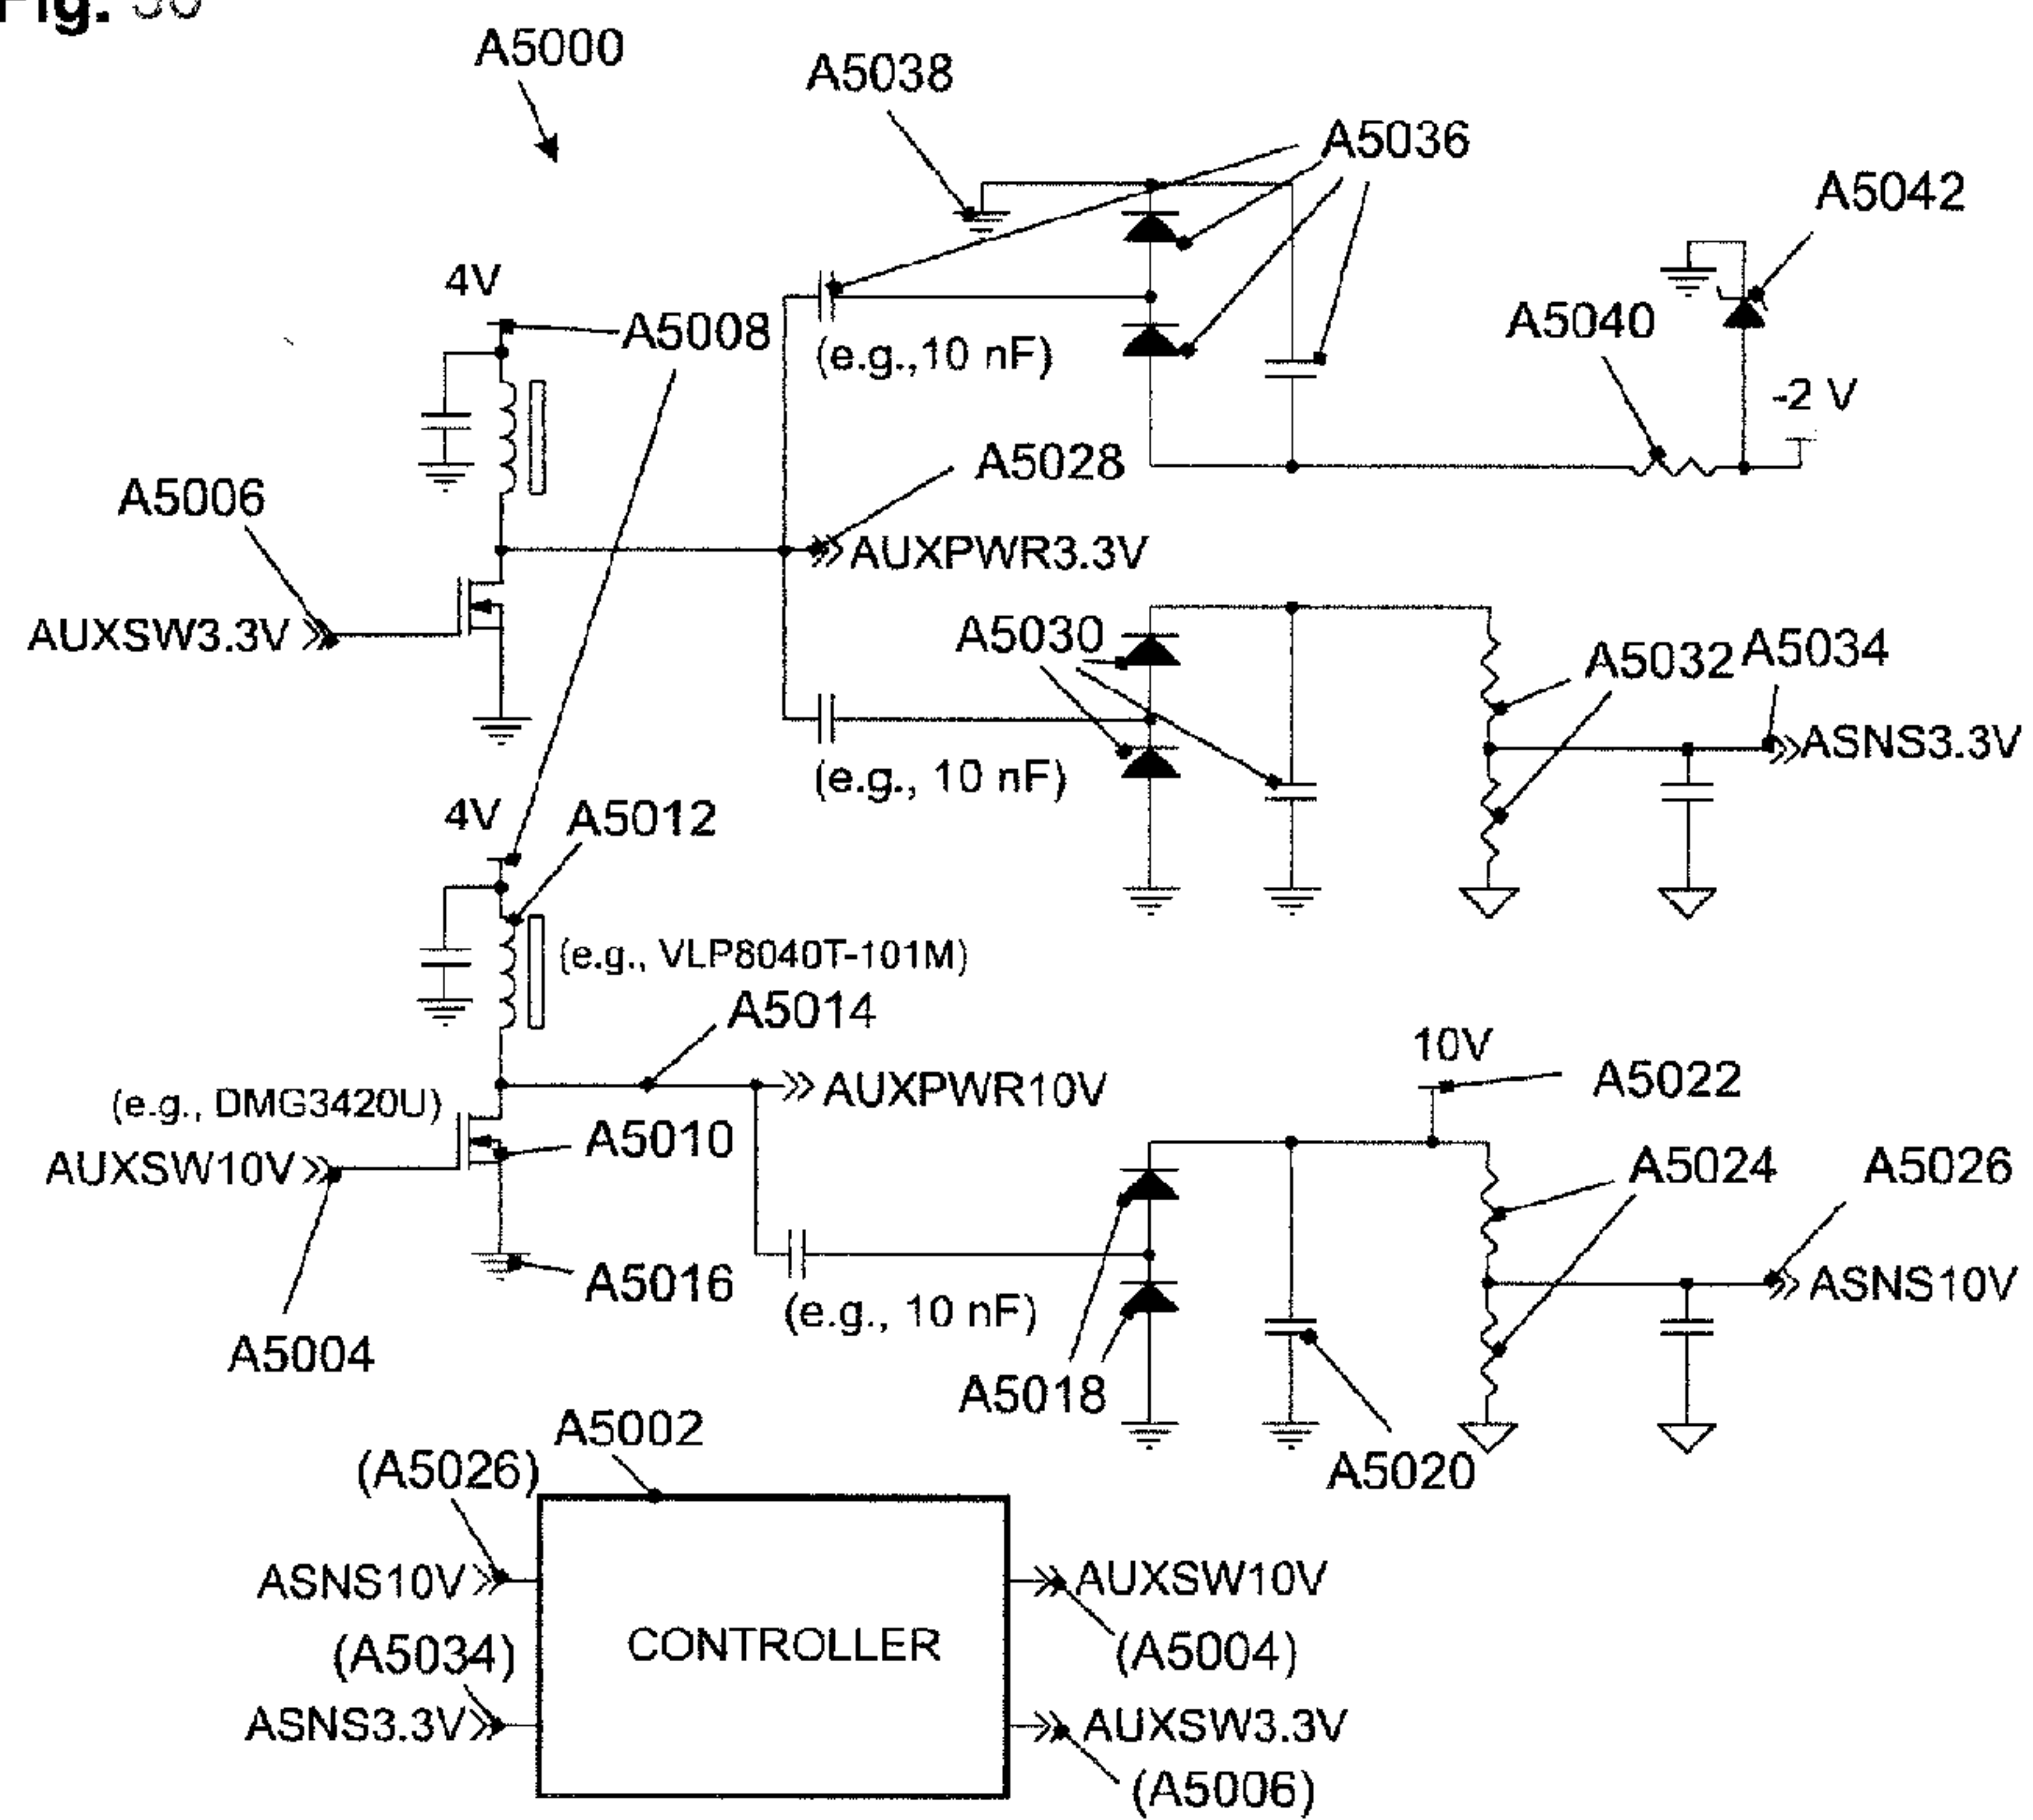 Fig.
A5000
A5038
A5036
A5042
4V
A5008
(e.g.,10 nF)
A5040
-2 V
A5028
A5006
AUXPWR3.3V
AUXSW3.3V
A5030
A5032
A5034
ASNS3.3V
(e.g., 10 nF)
4V
A5012
(e.g., VLP8040T-101M)
A5014
10V
A5022
(e.g., DMG3420U)
AUXPWR10V
A5010
AUXSW10V
A5024
A5026
A5016
ASNS10V
(e.g., 10 nF)
A5004
A5018
A5020
A5002
(A5026)
ASNS10V
AUXSW10V
CONTROLLER
(A5034)
(A5004)
ASNS3.3V
AUXSW3.3V
(A5006)